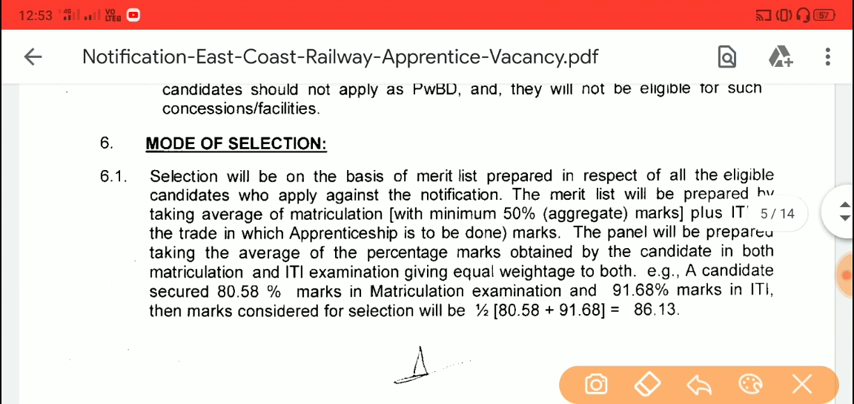 12:53 4G VO LTE 57
Notification-East-Coast-Railway-Apprentice-Vacancy.pdf
candidates should not apply as PwBD, and, they will not be eligible for such
concessions/facilities.
6. MODE OF SELECTION:
6.1. Selection will be on the basis of merit list prepared in respect of all the eligible
candidates who apply against the notification. The merit list will be prepared by
taking average of matriculation [with minimum 50% (aggregate) marks] plus IT
5 / 14
the trade in which Apprenticeship is to be done) marks. The panel will be prepared
taking the average of the percentage marks obtained by the candidate in both
matriculation and ITI examination giving equal weightage to both. e.g., A candidate
secured 80.58 % marks in Matriculation examination and 91.68% marks in ITI,
then marks considered for selection will be ½ [80.58 + 91.68] = 86.13.